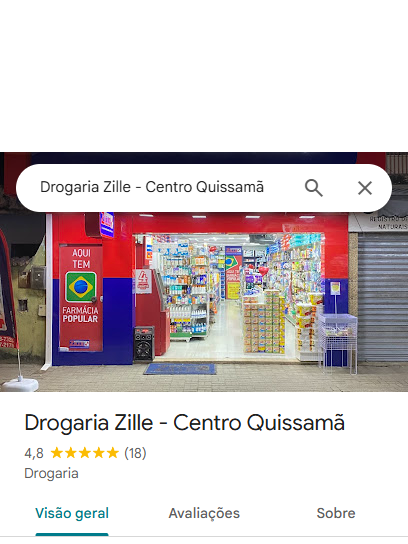 Drogaria Zille - Centro Quissamã
NATURAIS
AQUI
TEM
FARMÁCIA
POPULAR
Drogaria Zille - Centro Quissamã
4,8 (18)
Drogaria
Visão geral
Avaliações
Sobre